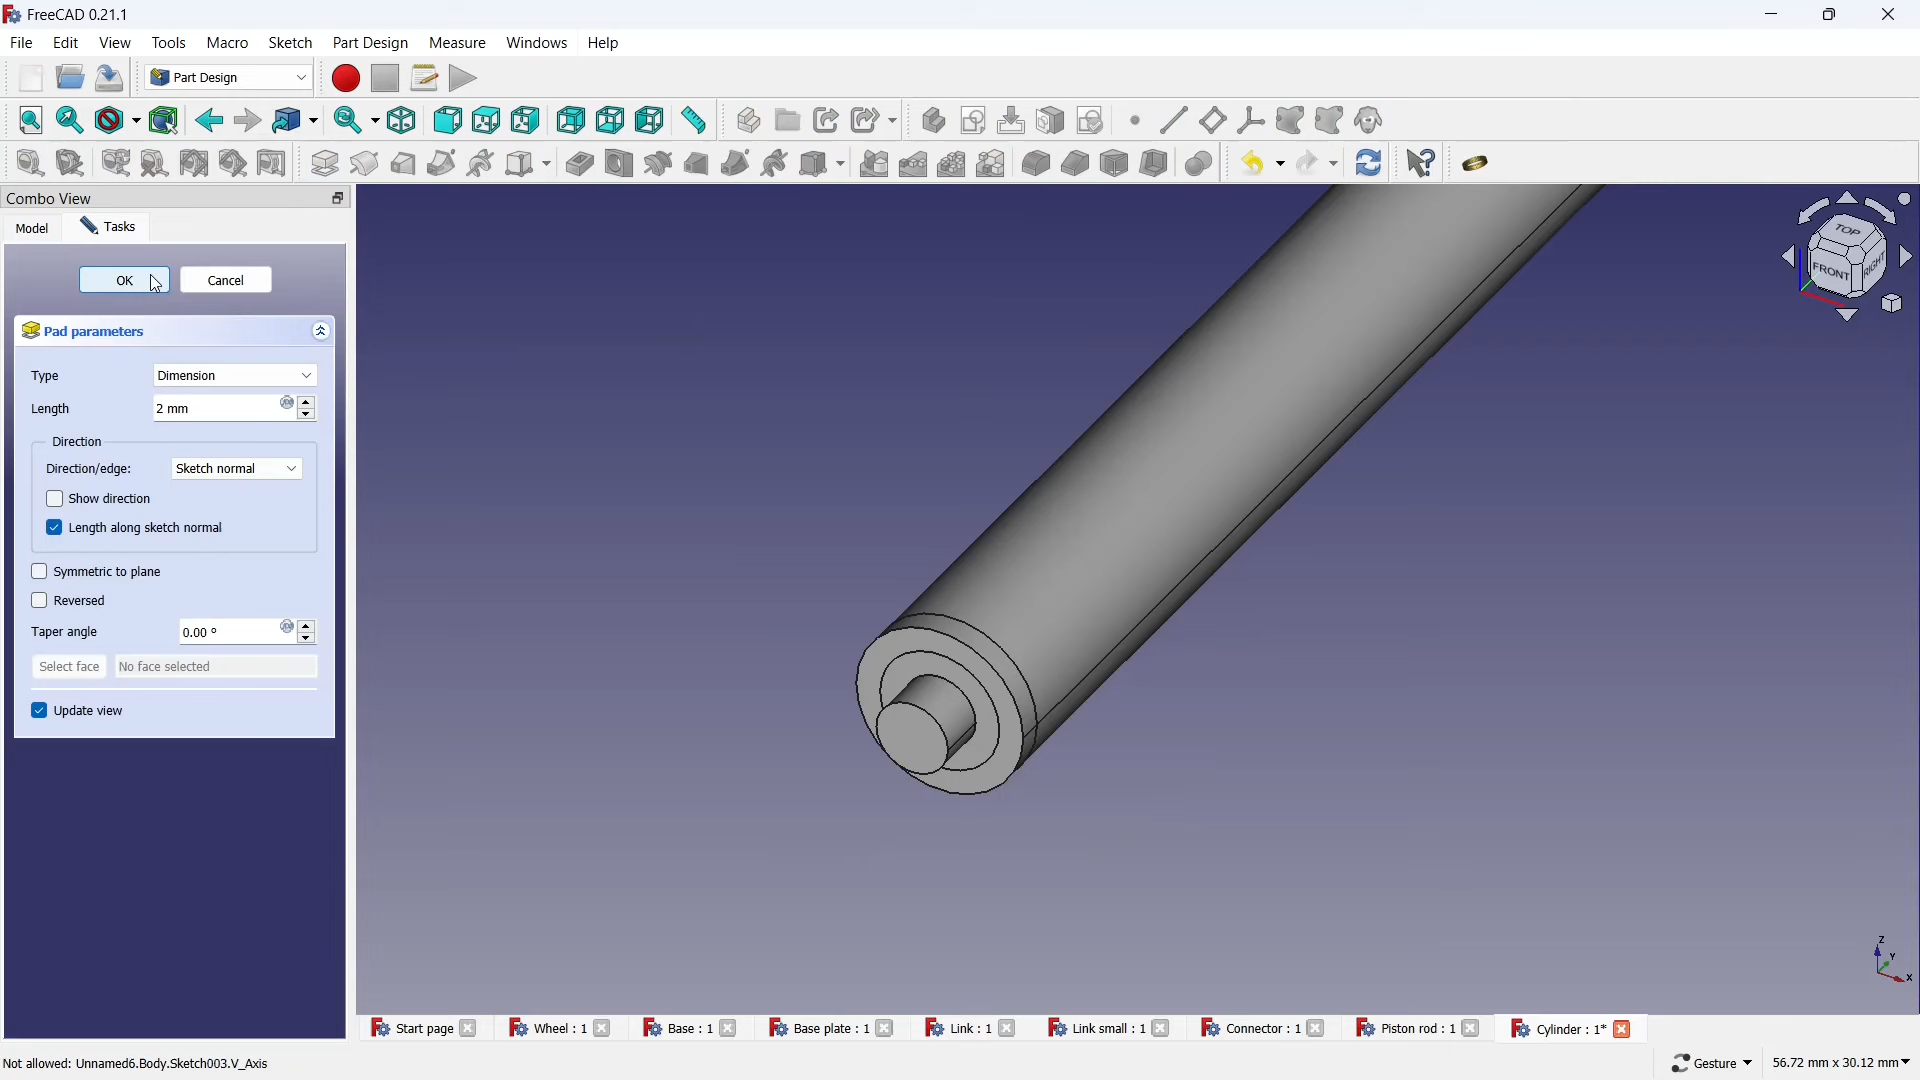 FreeCAD 0.21.1
File Edit View Tools Macro Sketch Part Design Measure Windows Help
Part Design
Combo View
Model Tasks
OK Cancel
Pad parameters
Type Dimension
Length 2 mm
Direction
Direction/edge: Sketch normal
Show direction
Length along sketch normal
Symmetric to plane
Reversed
Taper angle 0.00 °
Select face No face selected
Update view
TOP
FRONT RIGHT
Z
Y
X
Start page Wheel : 1 Base : 1 Base plate : 1 Link : 1 Link small : 1 Connector : 1 Piston rod : 1 Cylinder : 1*
Not allowed: Unnamed6.Body.Sketch003.V_Axis Gesture 56.72 mm x 30.12 mm